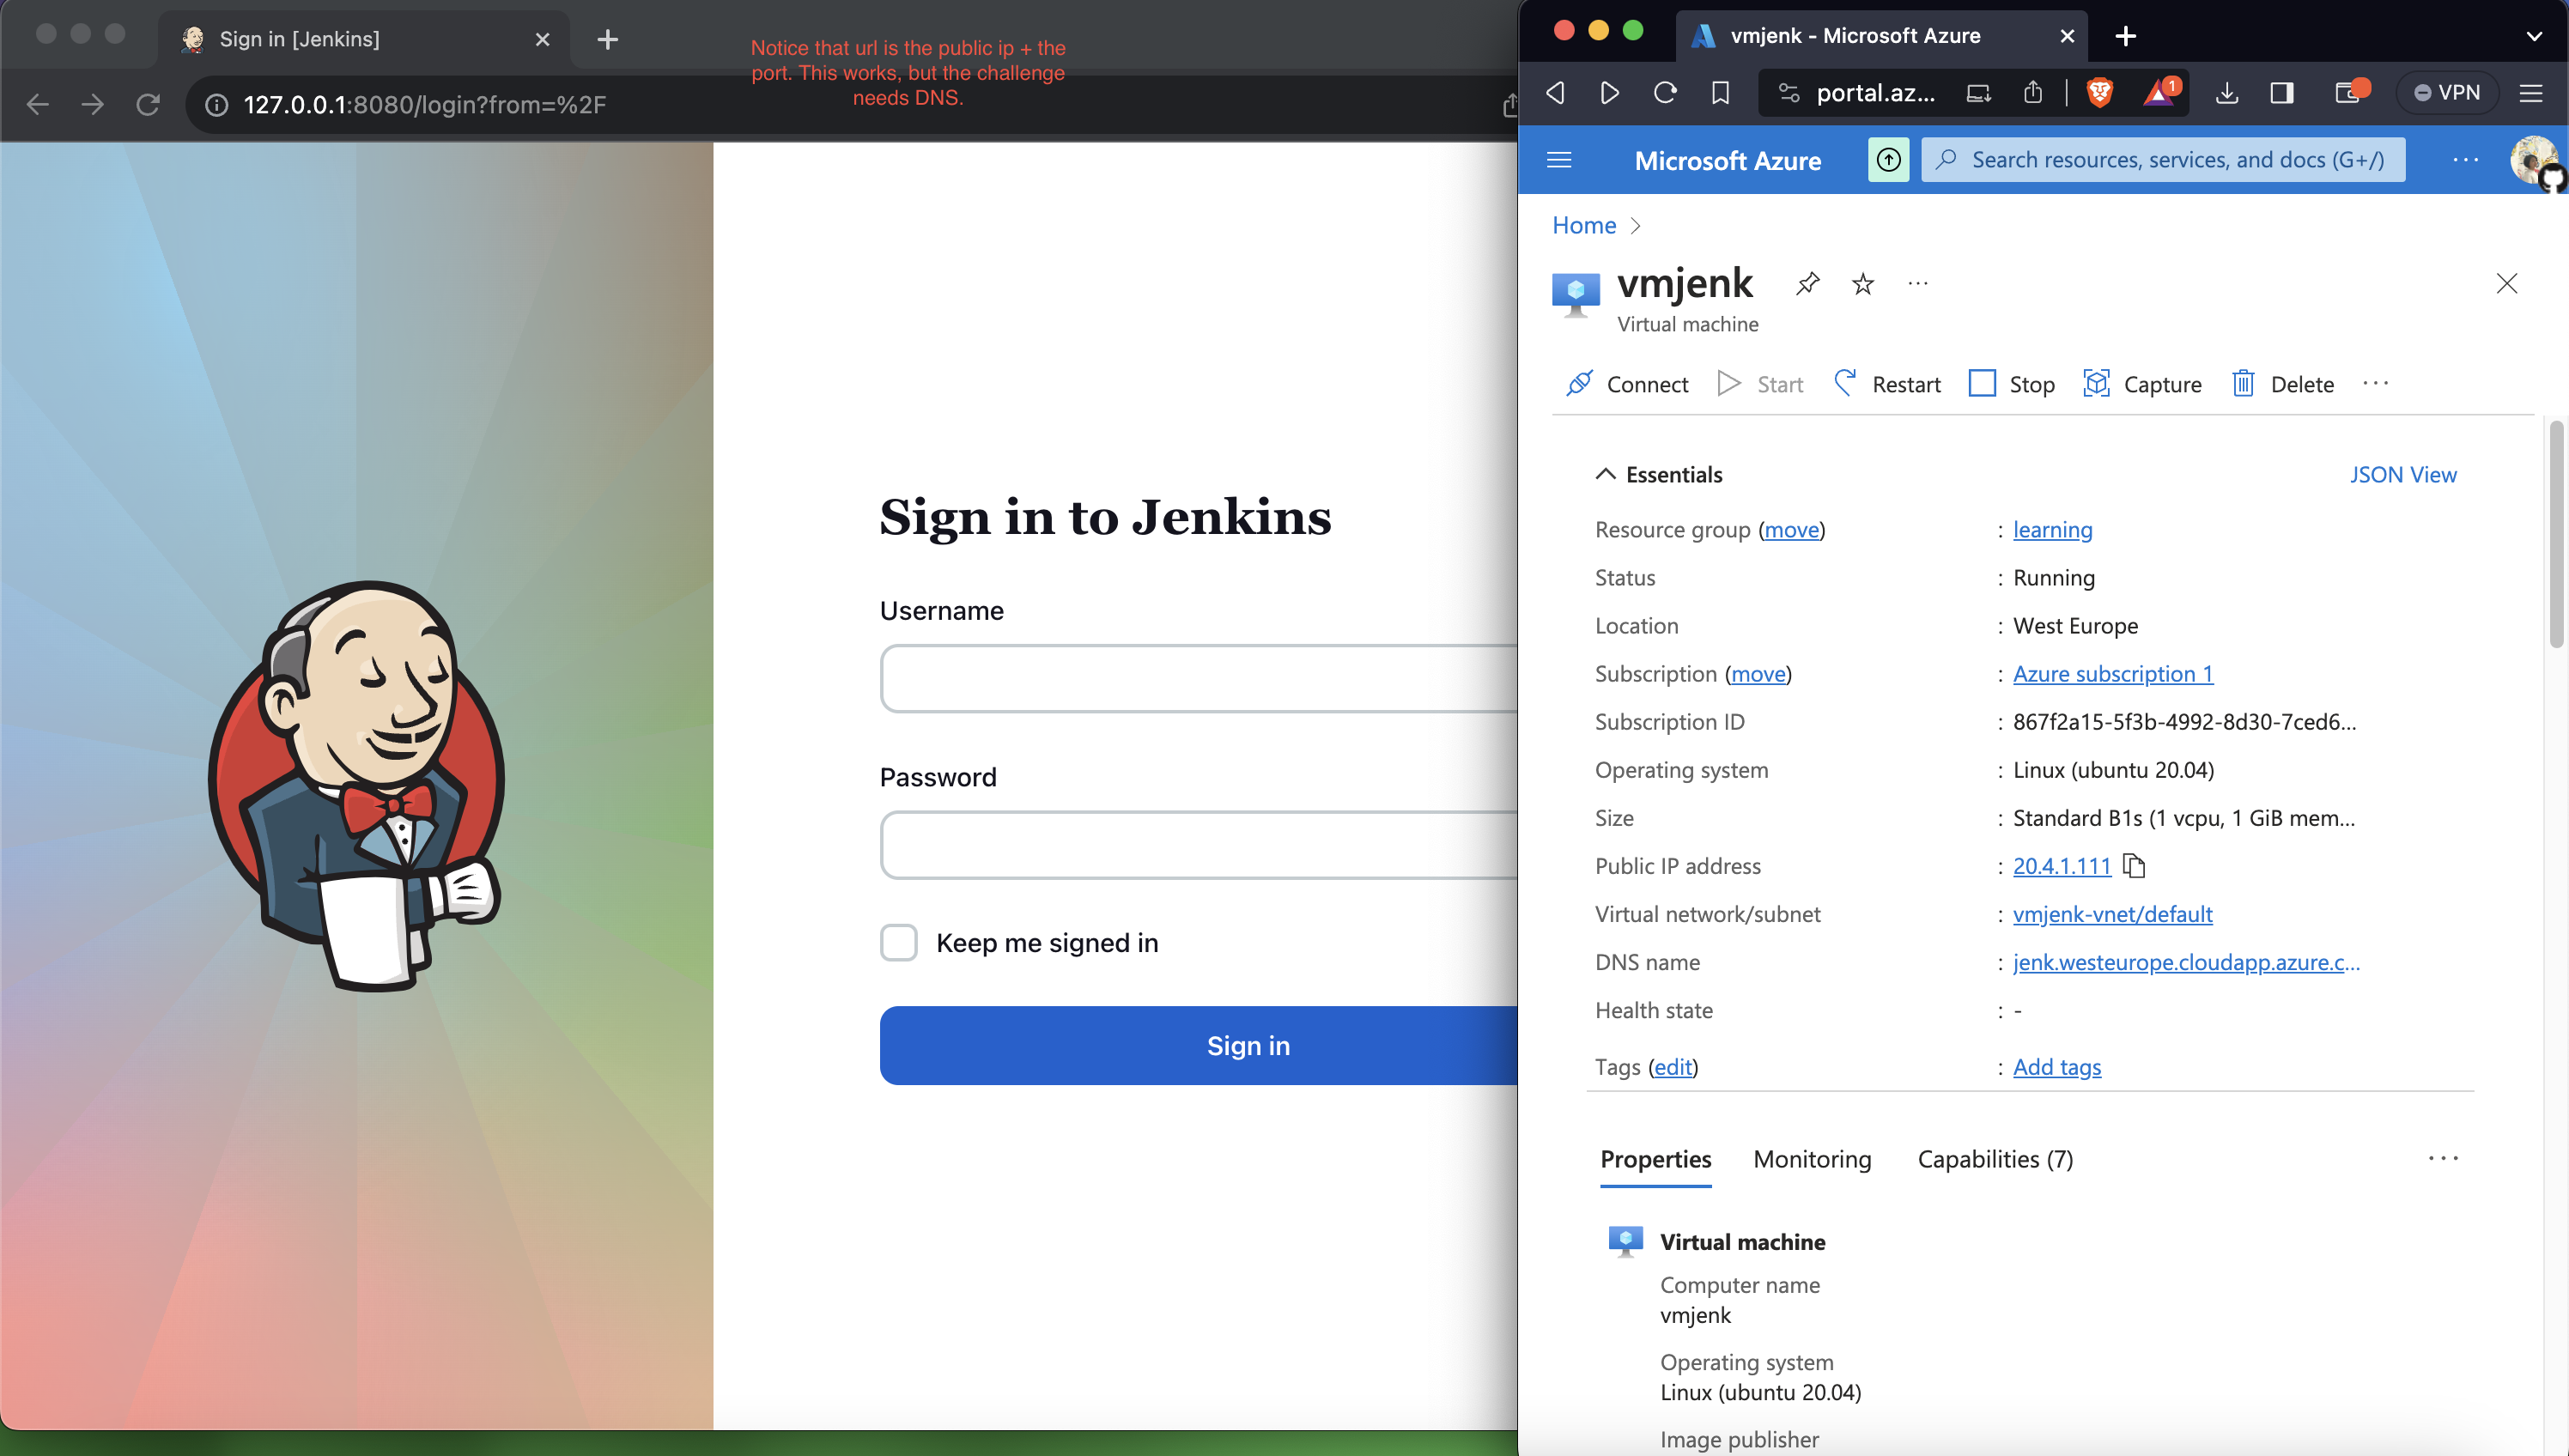 Sign in [Jenkins]
Notice that url is the public ip + the
port. This works, but the challenge
needs DNS.
127.0.0.1:8080/login?from=%2F
Sign in to Jenkins
Username
Password
Keep me signed in
Sign in
vmjenk - Microsoft Azure
portal.az...
1
VPN
Microsoft Azure
Search resources, services, and docs (G+/)
Home
vmjenk
Virtual machine
Connect Start Restart Stop Capture Delete
Essentials JSON View
Resource group (move) : learning
Status : Running
Location : West Europe
Subscription (move) : Azure subscription 1
Subscription ID : 867f2a15-5f3b-4992-8d30-7ced6...
Operating system : Linux (ubuntu 20.04)
Size : Standard B1s (1 vcpu, 1 GiB mem...
Public IP address : 20.4.1.111
Virtual network/subnet : vmjenk-vnet/default
DNS name : jenk.westeurope.cloudapp.azure.c...
Health state : -
Tags (edit) : Add tags
Properties Monitoring Capabilities (7)
Virtual machine
Computer name
vmjenk
Operating system
Linux (ubuntu 20.04)
Image publisher